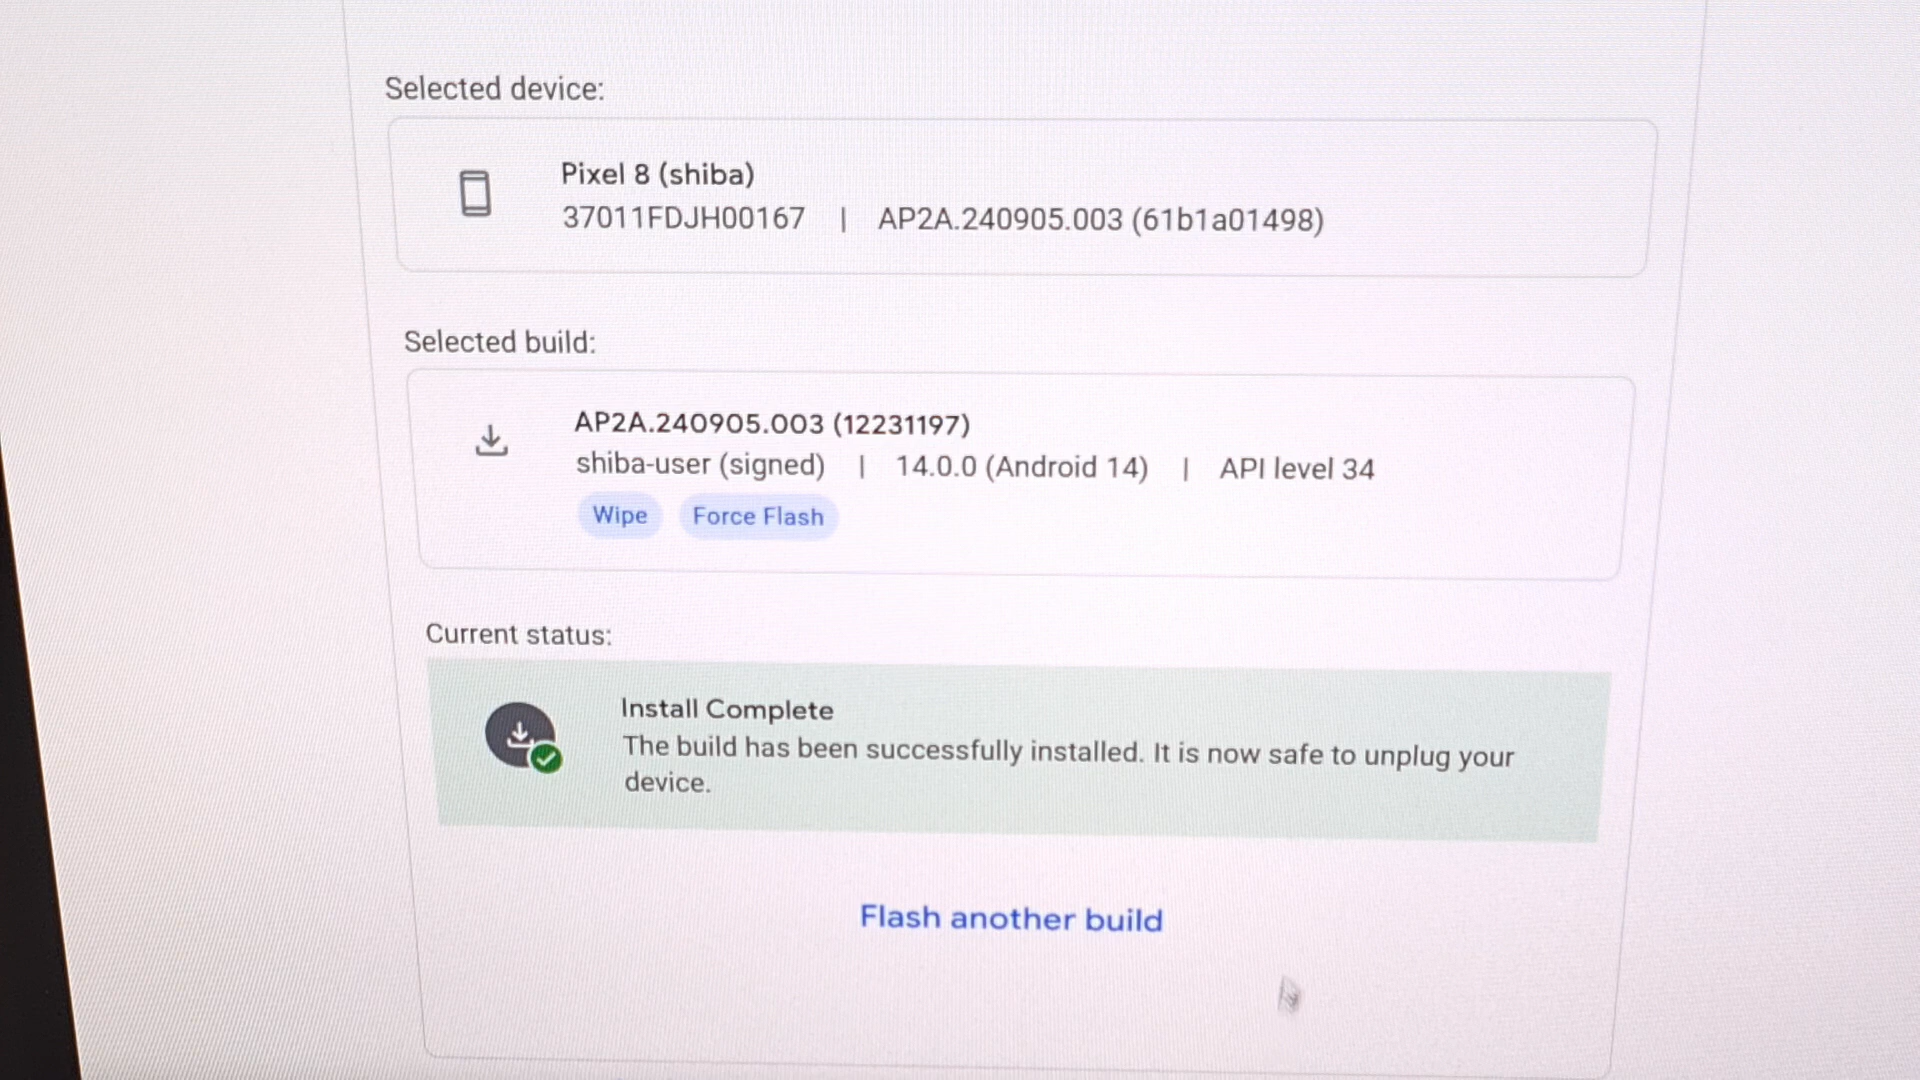 Selected device:
Pixel 8 (shiba)
37011FDJH00167 | AP2A.240905.003 (61b1a01498)
Selected build:
AP2A.240905.003 (12231197)
shiba-user (signed) | 14.0.0 (Android 14) | API level 34
Wipe Force Flash
Current status:
Install Complete
The build has been successfully installed. It is now safe to unplug your
device.
Flash another build